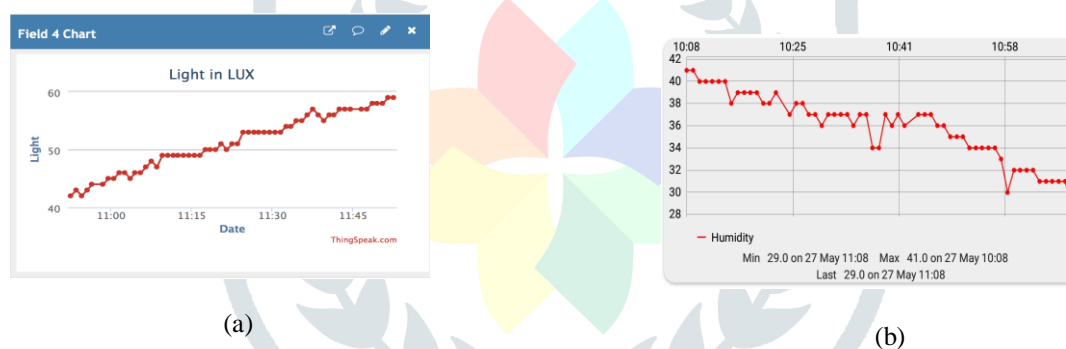 Field 4 Chart
Light in LUX
60
50
40
Light
11:00 11:15 11:30 11:45
Date
ThingSpeak.com
(a)
10:08 10:25 10:41 10:58
42
40
38
36
34
32
30
28
Humidity
Min 29.0 on 27 May 11:08 Max 41.0 on 27 May 10:08
Last 29.0 on 27 May 11:08
(b)